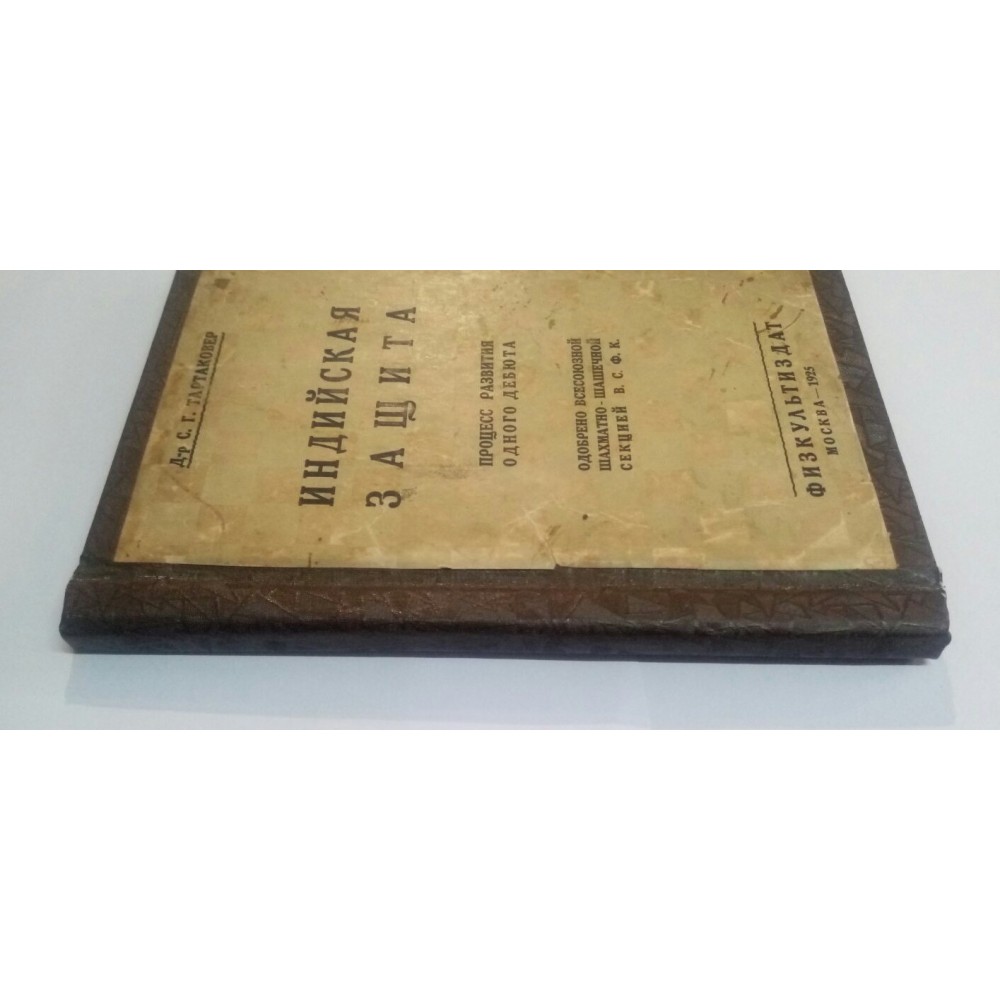 Д-р С. Г. ТАРТАКОВЕР
ИНДИЙСКАЯ
ЗАЩИТА
ПРОЦЕСС РАЗВИТИЯ
ОДНОГО ДЕБЮТА
ОДОБРЕНО ВСЕСОЮЗНОЙ
ШАХМАТНО-ШАШЕЧНОЙ
СЕКЦИЕЙ В. С. Ф. К.
ФИЗКУЛЬТИЗДАТ
МОСКВА—1925